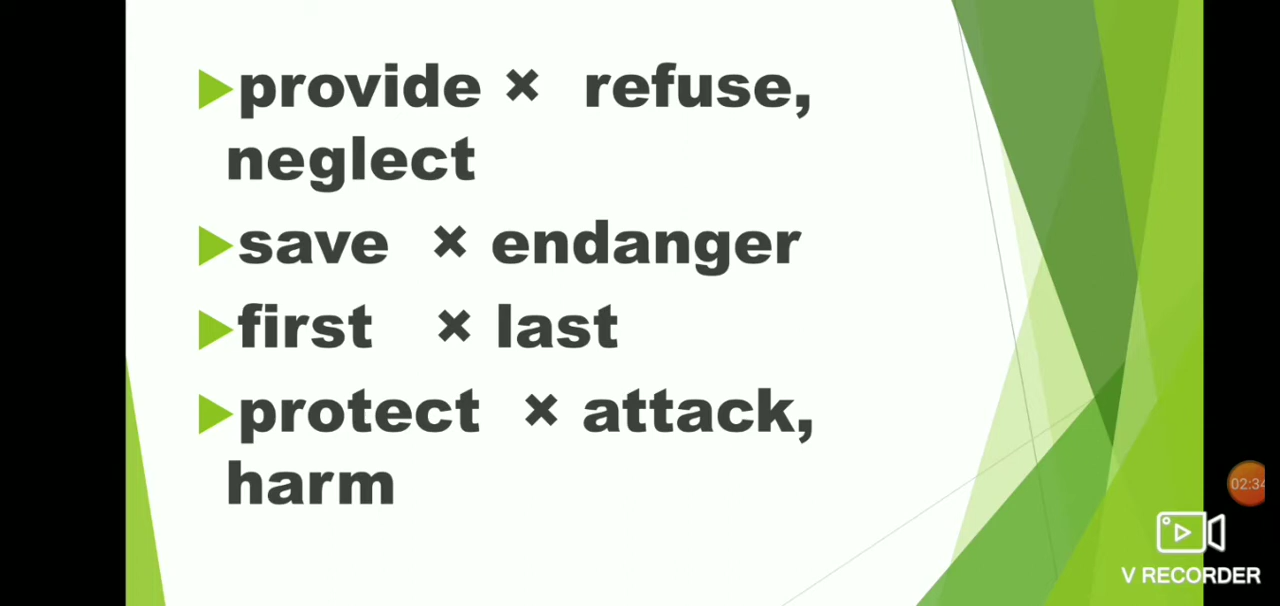 provide × refuse,
neglect
save × endanger
first × last
protect × attack,
harm
02:34
V RECORDER